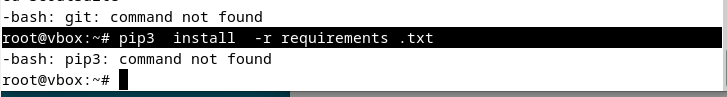 -bash: git: command not found
root@vbox:~# pip3  install  -r requirements .txt
-bash: pip3: command not found
root@vbox:~#